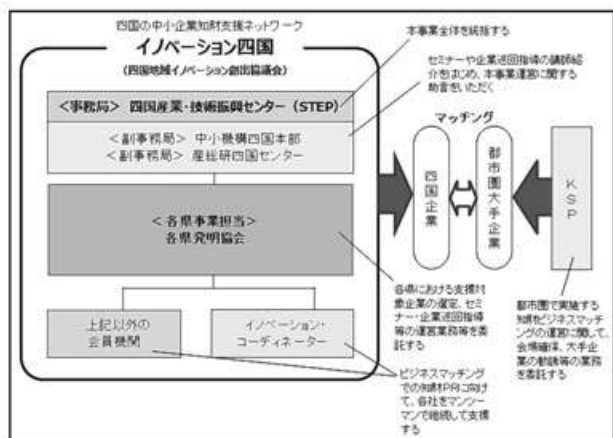 四国の中小企業知財支援ネットワーク
イノベーション四国
(四国地域イノベーション創出協議会)
<事務局> 四国産業・技術振興センター (STEP)
<副事務局> 中小機構四国本部
<副事務局> 産総研四国センター
<各県事業担当>
各県発明協会
上記以外の
会員機関
イノベーション・
コーディネーター
本事業全体を統括する
セミナーや企業巡回指導の講師紹
介をはじめ、本事業運営に関する
助言をいただく
マッチング
四国企業
都市圏大手企業
KSP
各県における支援対
象企業の選定、セミ
ナー・企業巡回指導
等の運営業務等を委
託する
都市圏で実施する
知財ビジネスマッチ
ングの運営に関して、
会場確保、大手企
業の勧誘等の業務
を委託する
ビジネスマッチング
での知財PRに向け
て、各社をマンツー
マンで継続して支援
する